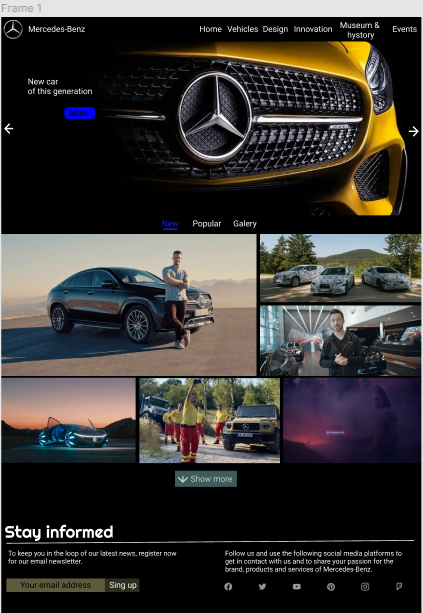 Frame 1
Mercedes-Benz
Home Vehicles Design Innovation Museum & hystory Events
New car
of this generation
New Popular Galery
Show more
Stay informed
To keep you in the loop of our latest news, register now
for our email newsletter.
Follow us and use the following social media platforms to
get in contact with us and to share your passion for the
brand, products and services of Mercedes-Benz.
Your email address Sing up